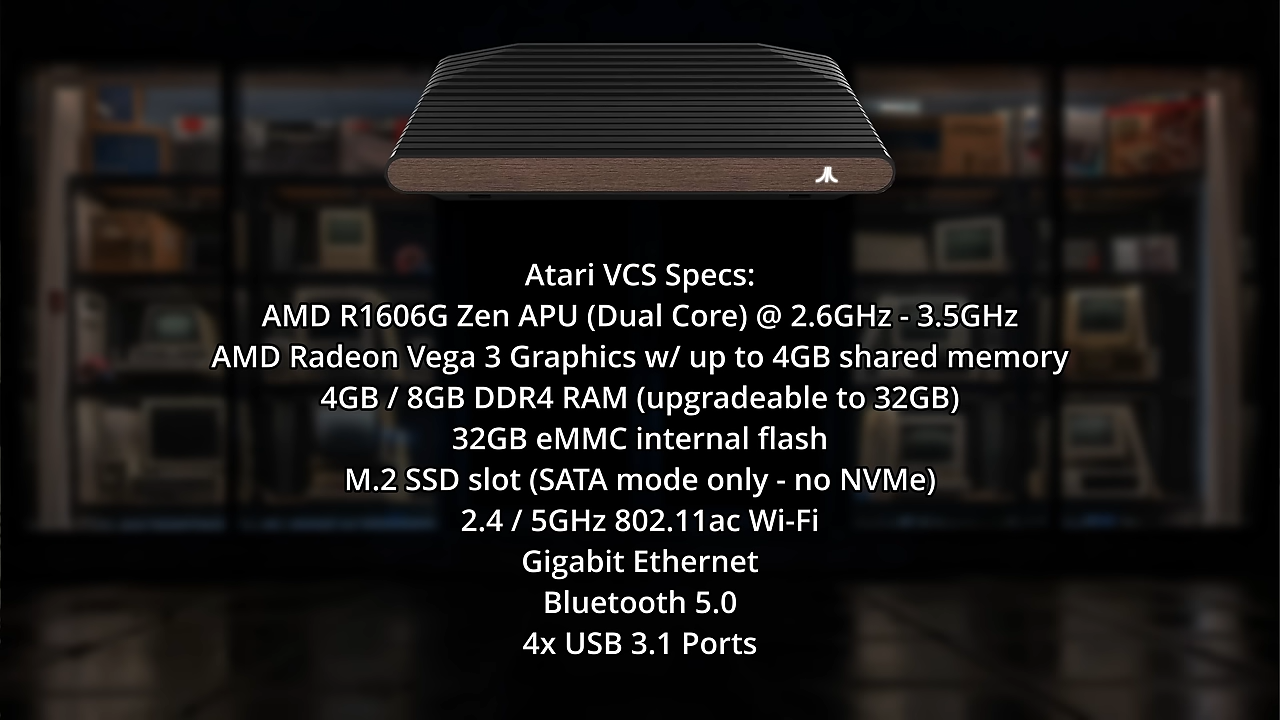 Atari VCS Specs:
AMD R1606G Zen APU (Dual Core) @ 2.6GHz - 3.5GHz
AMD Radeon Vega 3 Graphics w/ up to 4GB shared memory
4GB / 8GB DDR4 RAM (upgradeable to 32GB)
32GB eMMC internal flash
M.2 SSD slot (SATA mode only - no NVMe)
2.4 / 5GHz 802.11ac Wi-Fi
Gigabit Ethernet
Bluetooth 5.0
4x USB 3.1 Ports